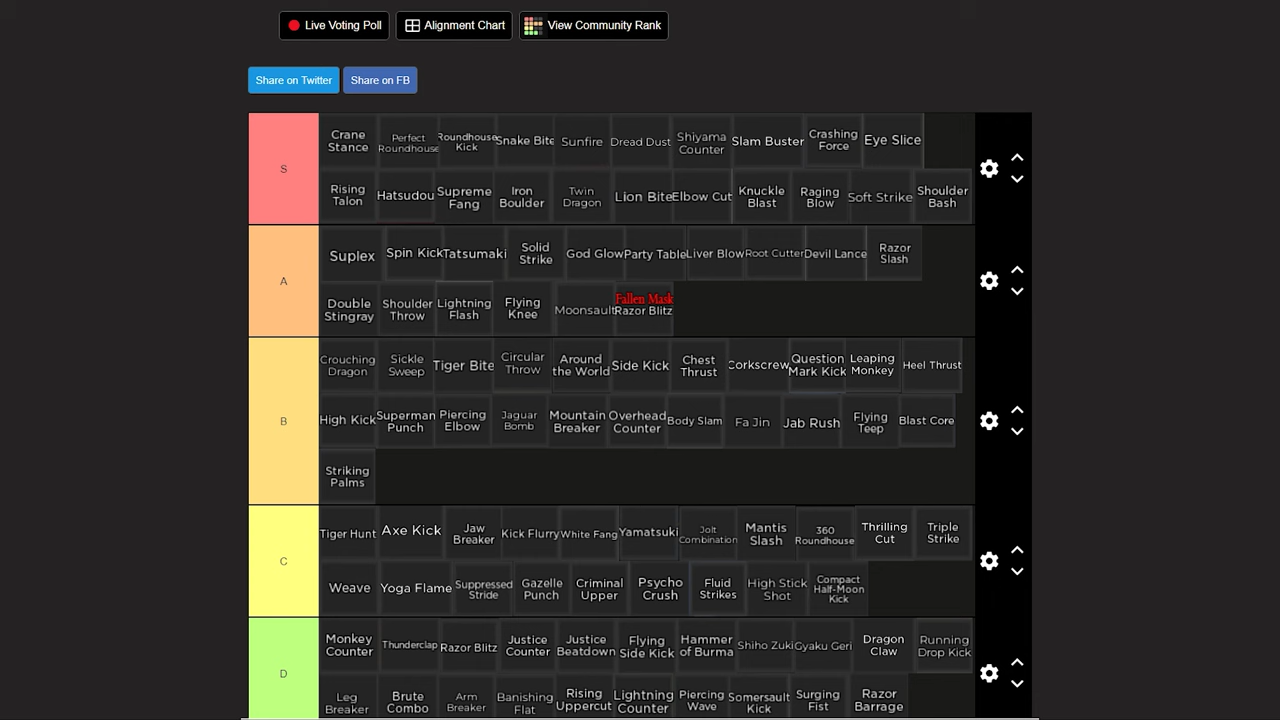 Live Voting Poll
Alignment Chart
View Community Rank
Share on Twitter
Share on FB
S
Crane
Stance
Perfect
Roundhouse
Roundhouse
Kick
Snake Bite
Sunfire
Dread Dust
Shiyama
Counter
Slam Buster
Crashing
Force
Eye Slice
Rising
Talon
Hatsudou
Supreme
Fang
Iron
Boulder
Twin
Dragon
Lion Bite
Elbow Cut
Knuckle
Blast
Raging
Blow
Soft Strike
Shoulder
Bash
A
Suplex
Spin Kick
Tatsumaki
Solid
Strike
God Glow
Party Table
Liver Blow
Root Cutter
Devil Lance
Razor
Slash
Double
Stingray
Shoulder
Throw
Lightning
Flash
Flying
Knee
Moonsault
Fallen Mask
Razor Blitz
B
Crouching
Dragon
Sickle
Sweep
Tiger Bite
Circular
Throw
Around
the World
Side Kick
Chest
Thrust
Corkscrew
Question
Mark Kick
Leaping
Monkey
Heel Thrust
High Kick
Superman
Punch
Piercing
Elbow
Jaguar
Bomb
Mountain
Breaker
Overhead
Counter
Body Slam
Fa Jin
Jab Rush
Flying
Teep
Blast Core
Striking
Palms
C
Tiger Hunt
Axe Kick
Jaw
Breaker
Kick Flurry
White Fang
Yamatsuki
Jolt
Combination
Mantis
Slash
360
Roundhouse
Thrilling
Cut
Triple
Strike
Weave
Yoga Flame
Suppressed
Stride
Gazelle
Punch
Criminal
Upper
Psycho
Crush
Fluid
Strikes
High Stick
Shot
Compact
Half-Moon
Kick
D
Monkey
Counter
Thunderclap
Razor Blitz
Justice
Counter
Justice
Beatdown
Flying
Side Kick
Hammer
of Burma
Shiho Zuki
Gyaku Geri
Dragon
Claw
Running
Drop Kick
Leg
Breaker
Brute
Combo
Arm
Breaker
Banishing
Flat
Rising
Uppercut
Lightning
Counter
Piercing
Wave
Somersault
Kick
Surging
Fist
Razor
Barrage